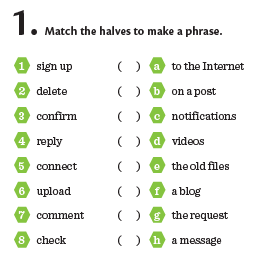 1. Match the halves to make a phrase.
1 sign up ( ) a to the Internet
2 delete ( ) b on a post
3 confirm ( ) c notifications
4 reply ( ) d videos
5 connect ( ) e the old files
6 upload ( ) f a blog
7 comment ( ) g the request
8 check ( ) h a message